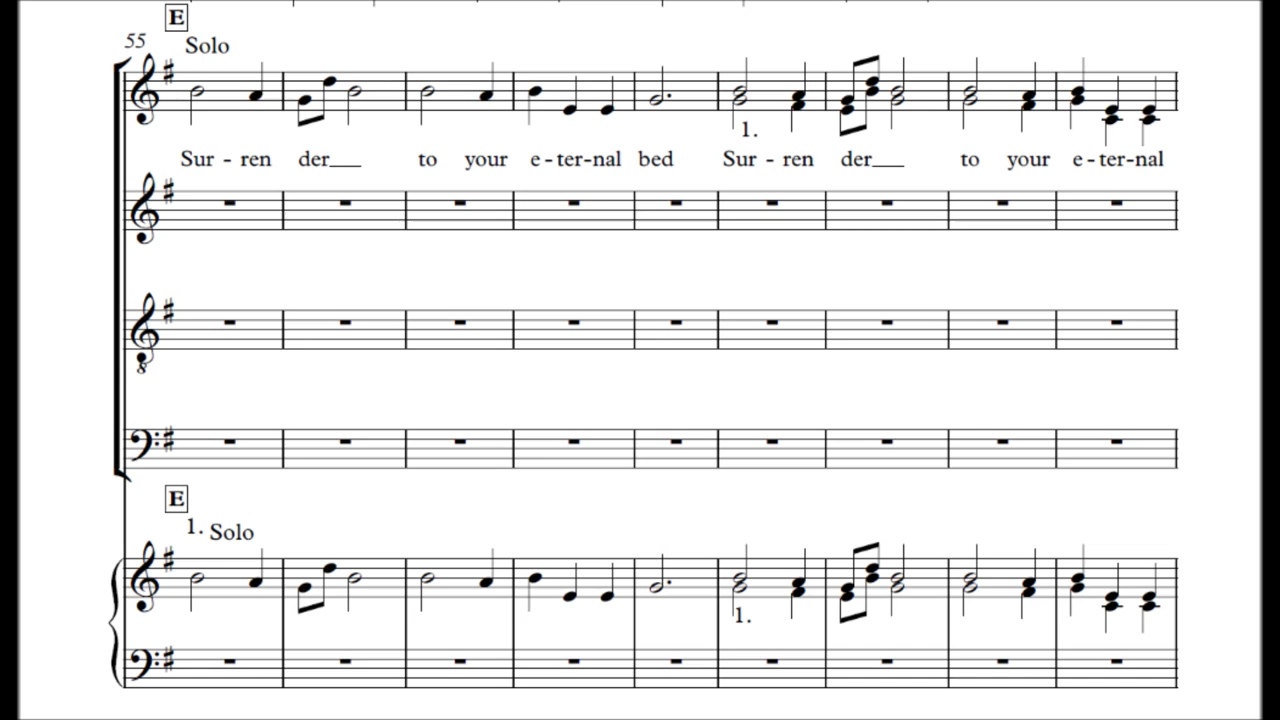 E
55
Solo
1.
Sur - ren der___ to your e - ter - nal bed Sur - ren der___ to your e - ter - nal
8
E
1. Solo
1.